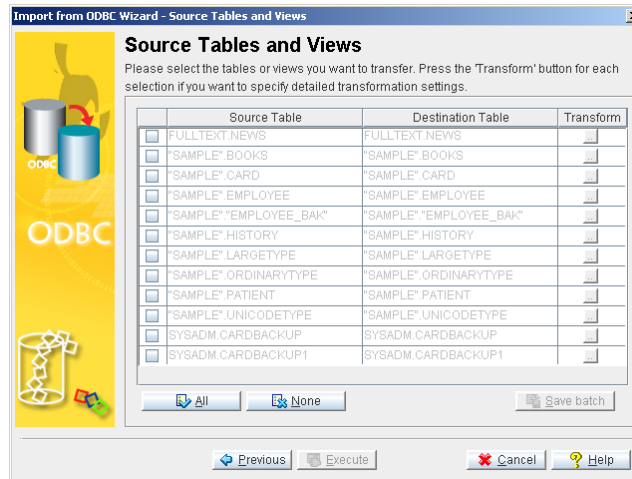 Import from ODBC Wizard - Source Tables and Views
Source Tables and Views
Please select the tables or views you want to transfer. Press the 'Transform' button for each
selection if you want to specify detailed transformation settings.
Source Table Destination Table Transform
FULLTEXT.NEWS FULLTEXT.NEWS ...
"SAMPLE".BOOKS "SAMPLE".BOOKS ...
"SAMPLE".CARD "SAMPLE".CARD ...
"SAMPLE".EMPLOYEE "SAMPLE".EMPLOYEE ...
"SAMPLE"."EMPLOYEE_BAK" "SAMPLE"."EMPLOYEE_BAK" ...
"SAMPLE".HISTORY "SAMPLE".HISTORY ...
"SAMPLE".LARGETYPE "SAMPLE".LARGETYPE ...
"SAMPLE".ORDINARYTYPE "SAMPLE".ORDINARYTYPE ...
"SAMPLE".PATIENT "SAMPLE".PATIENT ...
"SAMPLE".UNICODETYPE "SAMPLE".UNICODETYPE ...
SYSADM.CARDBACKUP SYSADM.CARDBACKUP ...
SYSADM.CARDBACKUP1 SYSADM.CARDBACKUP1 ...
ODBC
ODBC
All None Save batch
Previous Execute Cancel Help